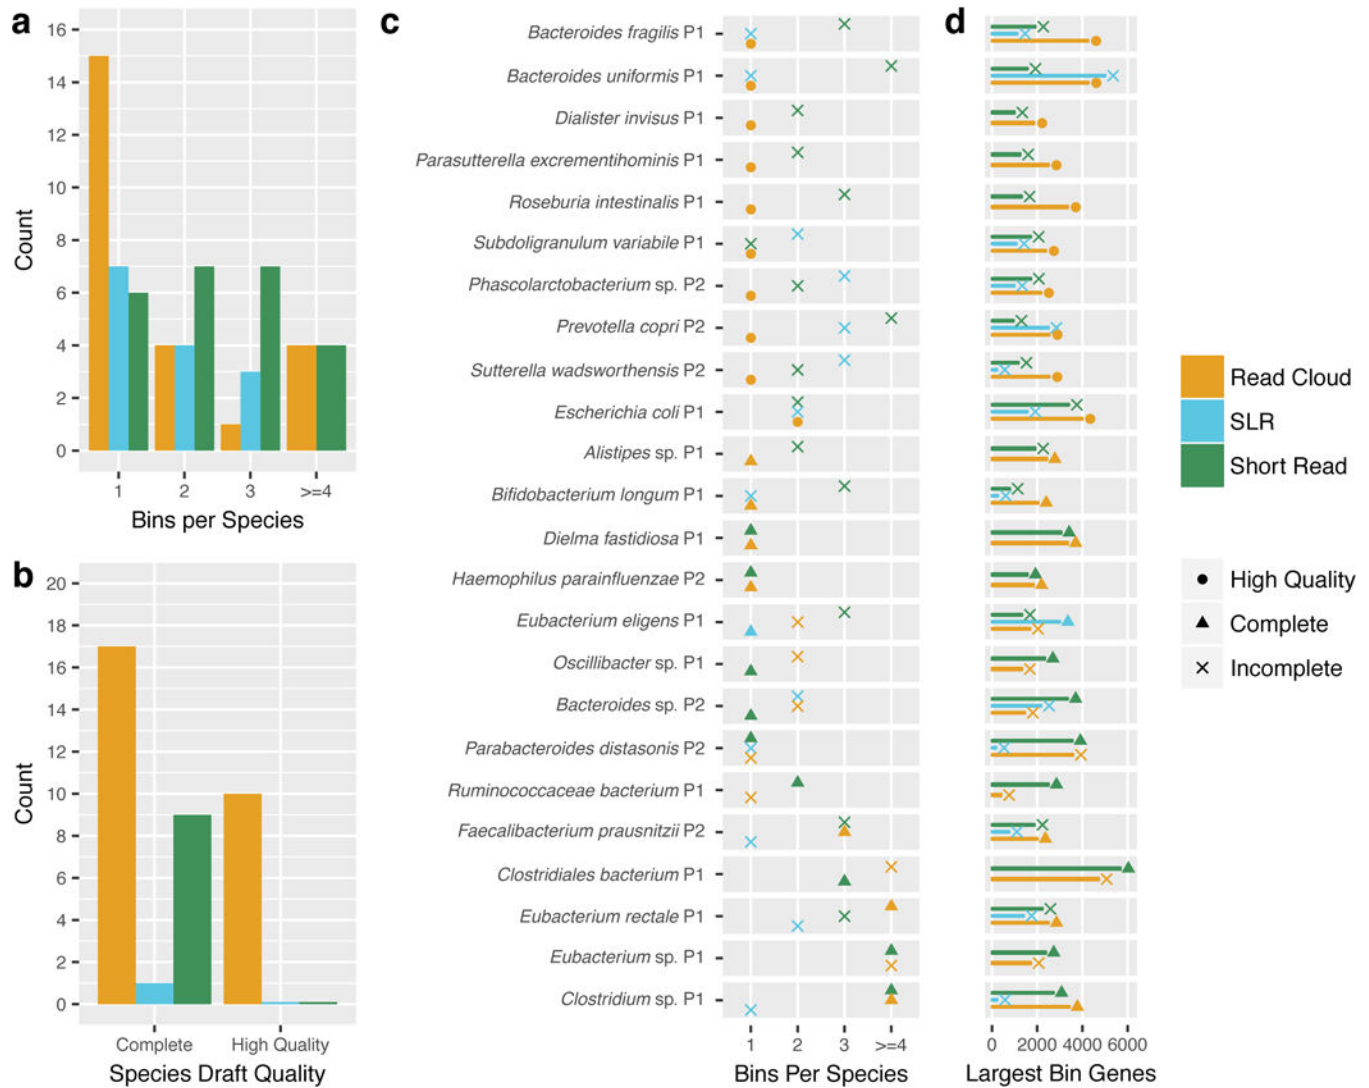 a
16
14
12
10
8
6
4
2
0
Count
1 2 3 >=4
Bins per Species
b
20
18
16
14
12
10
8
6
4
2
0
Count
Complete High Quality
Species Draft Quality
c
Bacteroides fragilis P1
Bacteroides uniformis P1
Dialister invisus P1
Parasutterella excrementihominis P1
Roseburia intestinalis P1
Subdoligranulum variabile P1
Phascolarctobacterium sp. P2
Prevotella copri P2
Sutterella wadsworthensis P2
Escherichia coli P1
Alistipes sp. P1
Bifidobacterium longum P1
Dielma fastidiosa P1
Haemophilus parainfluenzae P2
Eubacterium eligens P1
Oscillibacter sp. P1
Bacteroides sp. P2
Parabacteroides distasonis P2
Ruminococcaceae bacterium P1
Faecalibacterium prausnitzii P2
Clostridiales bacterium P1
Eubacterium rectale P1
Eubacterium sp. P1
Clostridium sp. P1
1 2 3 >=4
Bins Per Species
d
0 2000 4000 6000
Largest Bin Genes
Read Cloud
SLR
Short Read
High Quality
Complete
Incomplete